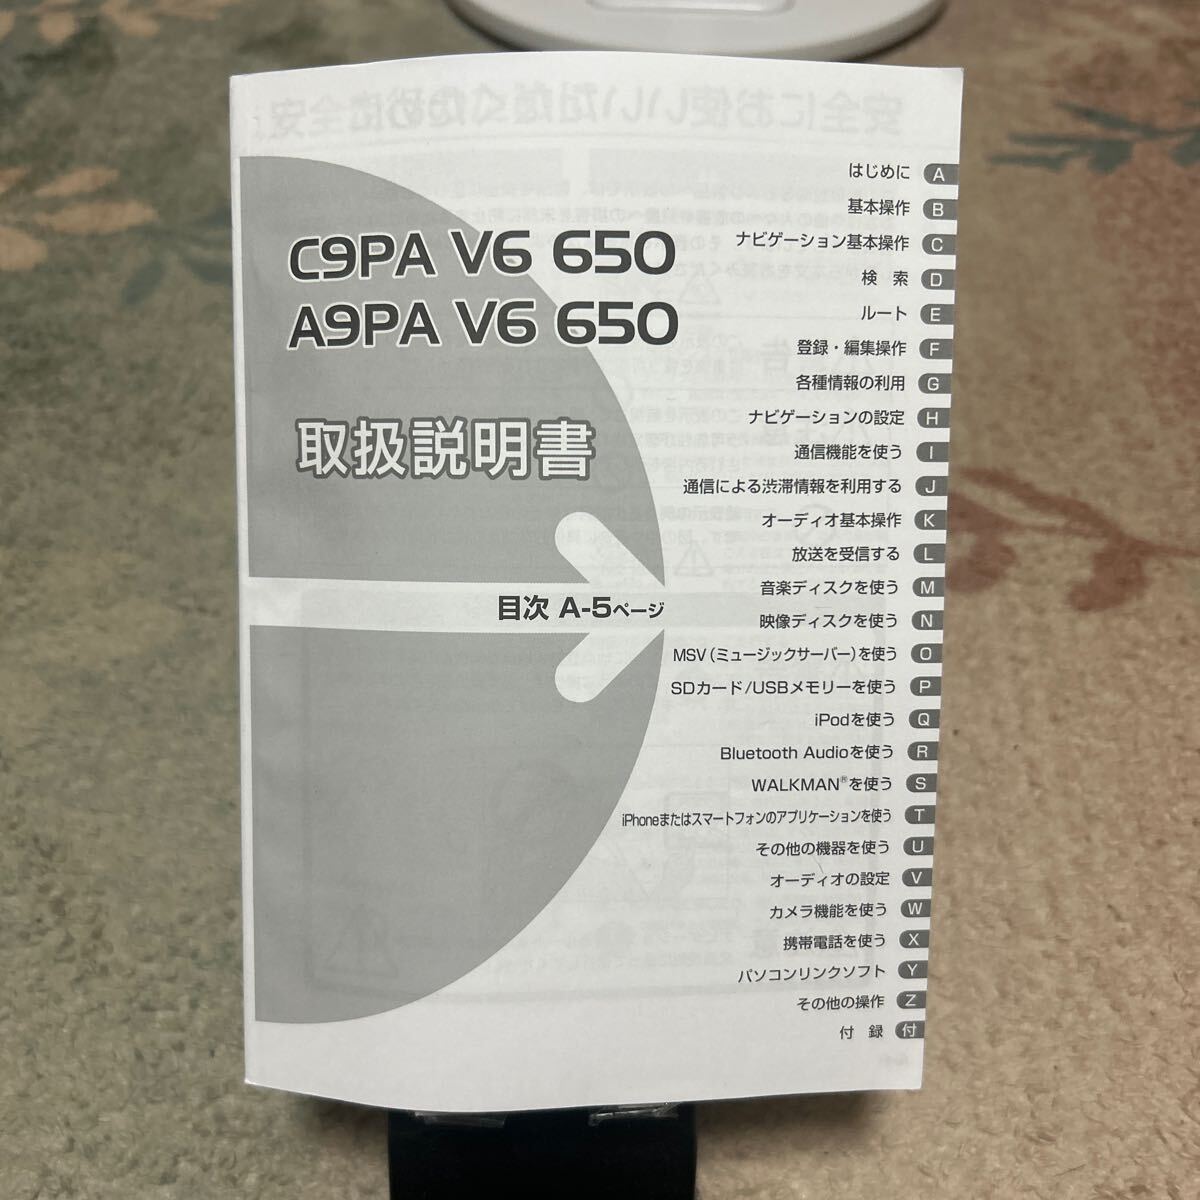 C9PA V6 650
A9PA V6 650
取扱説明書
目次 A-5ページ
はじめに A
基本操作 B
ナビゲーション基本操作 C
検 索 D
ルート E
登録・編集操作 F
各種情報の利用 G
ナビゲーションの設定 H
通信機能を使う I
通信による渋滞情報を利用する J
オーディオ基本操作 K
放送を受信する L
音楽ディスクを使う M
映像ディスクを使う N
MSV(ミュージックサーバー)を使う O
SDカード/USBメモリーを使う P
iPodを使う Q
Bluetooth Audioを使う R
WALKMAN®を使う S
iPhoneまたはスマートフォンのアプリケーションを使う T
その他の機器を使う U
オーディオの設定 V
カメラ機能を使う W
携帯電話を使う X
パソコンリンクソフト Y
その他の操作 Z
付 録 付